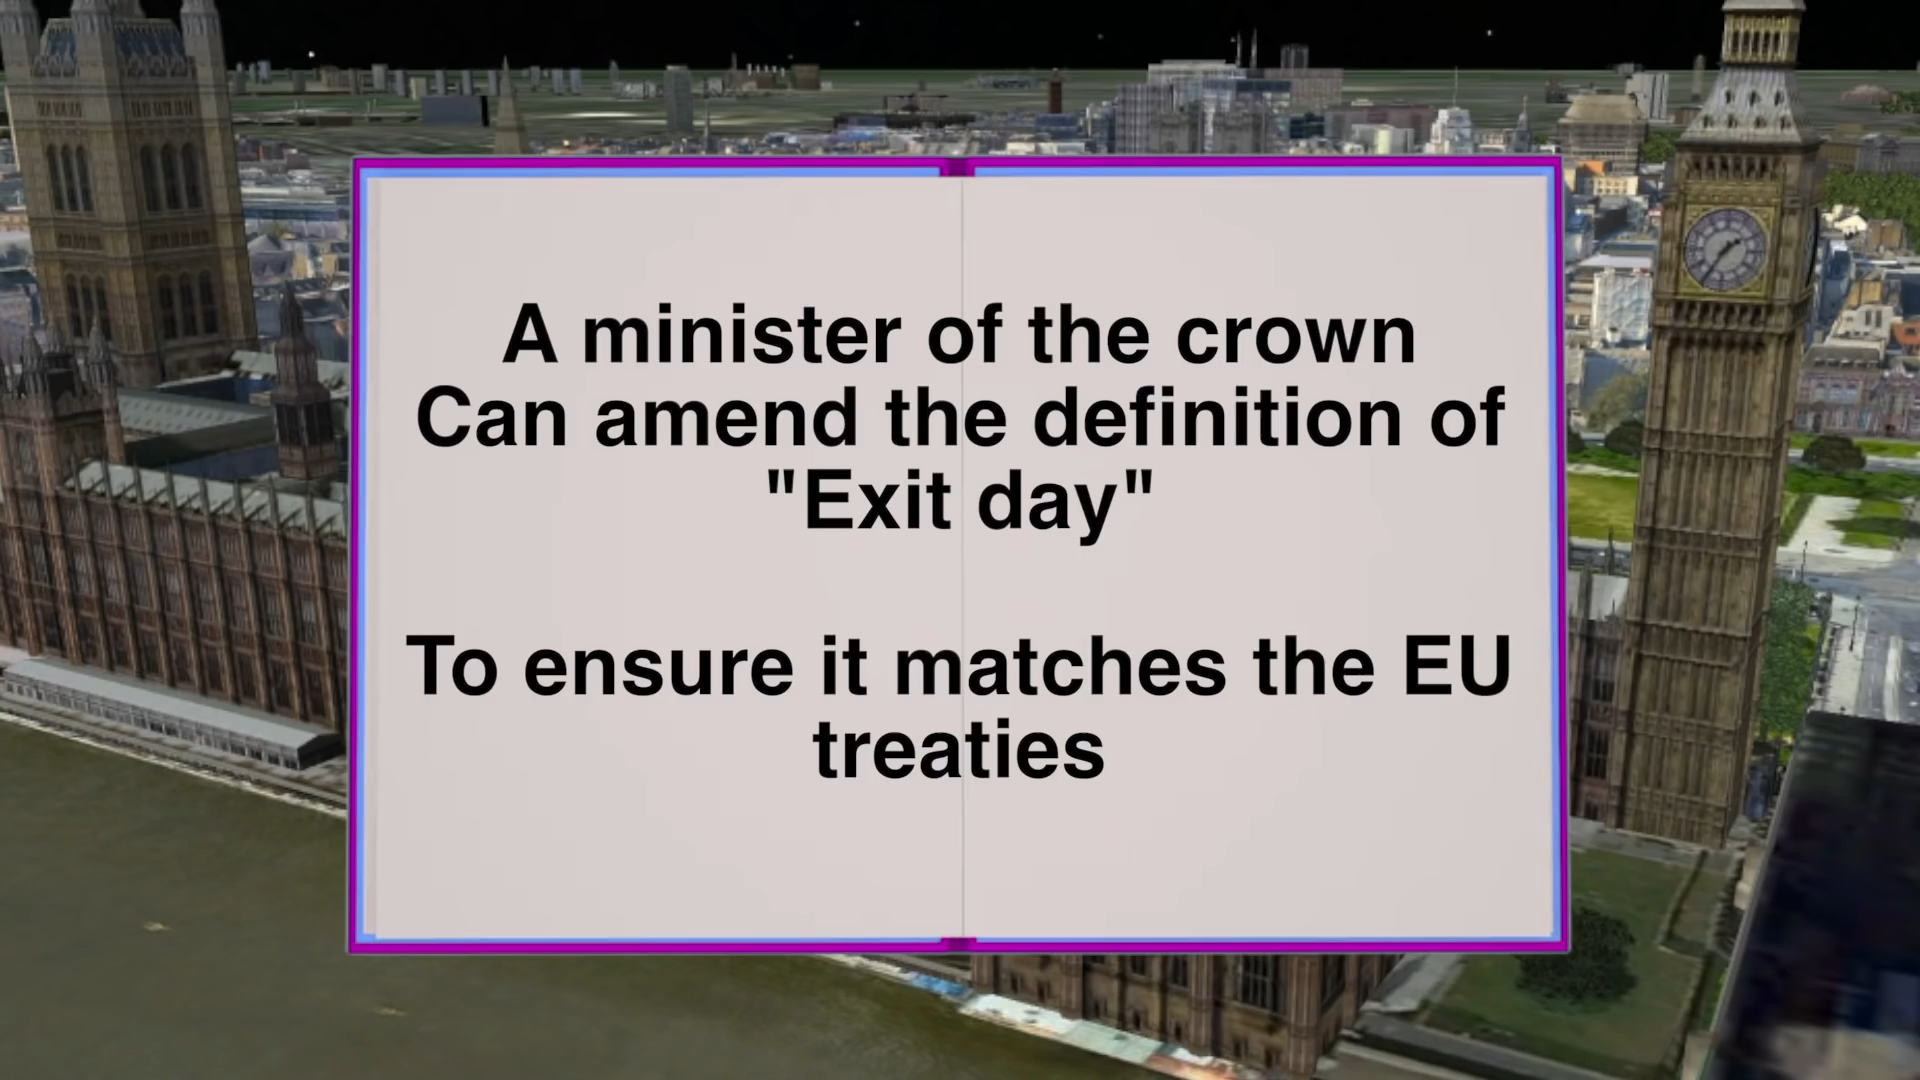 A minister of the crown
Can amend the definition of
"Exit day"
To ensure it matches the EU
treaties